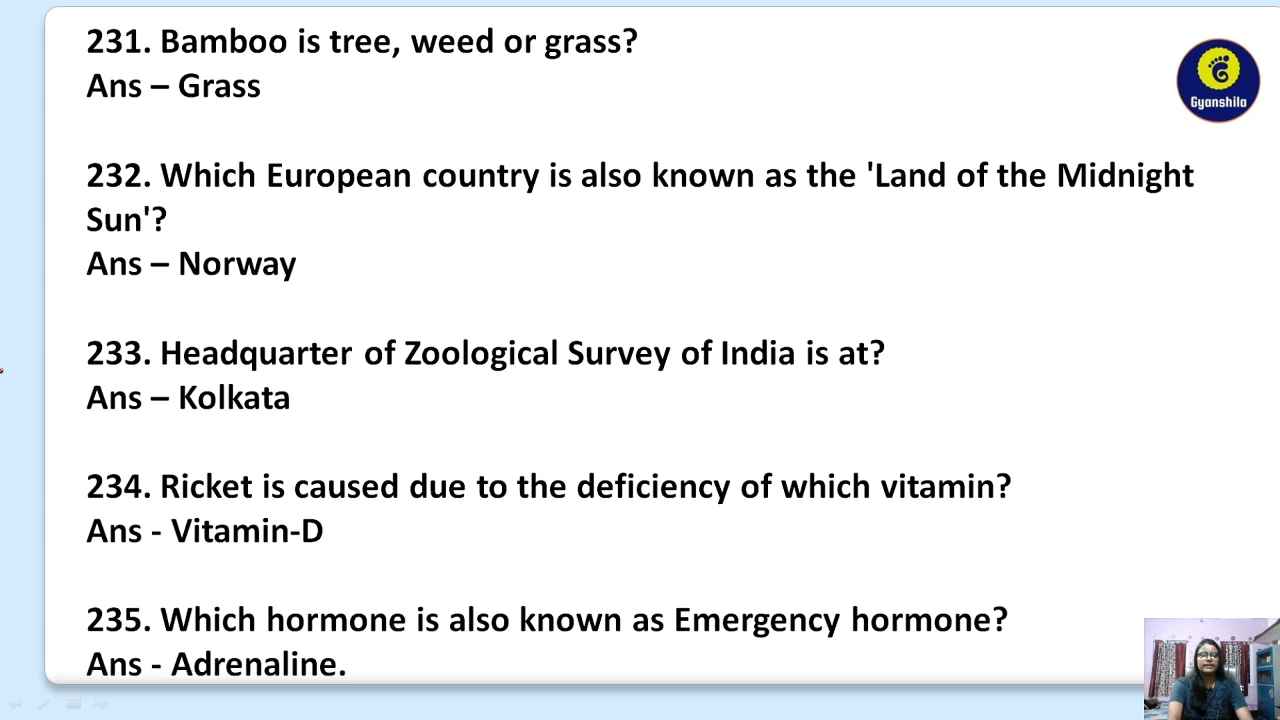 231. Bamboo is tree, weed or grass?
Ans – Grass
Gyanshila
232. Which European country is also known as the 'Land of the Midnight
Sun'?
Ans – Norway
233. Headquarter of Zoological Survey of India is at?
Ans – Kolkata
234. Ricket is caused due to the deficiency of which vitamin?
Ans - Vitamin-D
235. Which hormone is also known as Emergency hormone?
Ans - Adrenaline.